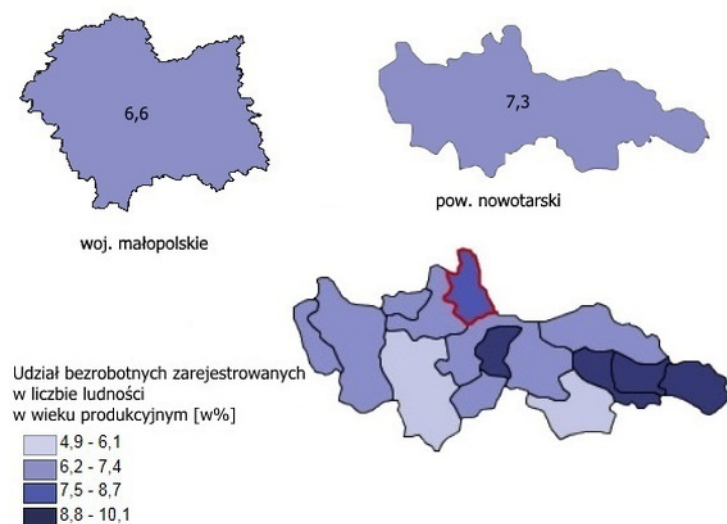 6,6
7,3
woj. małopolskie
pow. nowotarski
Udział bezrobotnych zarejestrowanych
w liczbie ludności
w wieku produkcyjnym [w%]
4,9 - 6,1
6,2 - 7,4
7,5 - 8,7
8,8 - 10,1